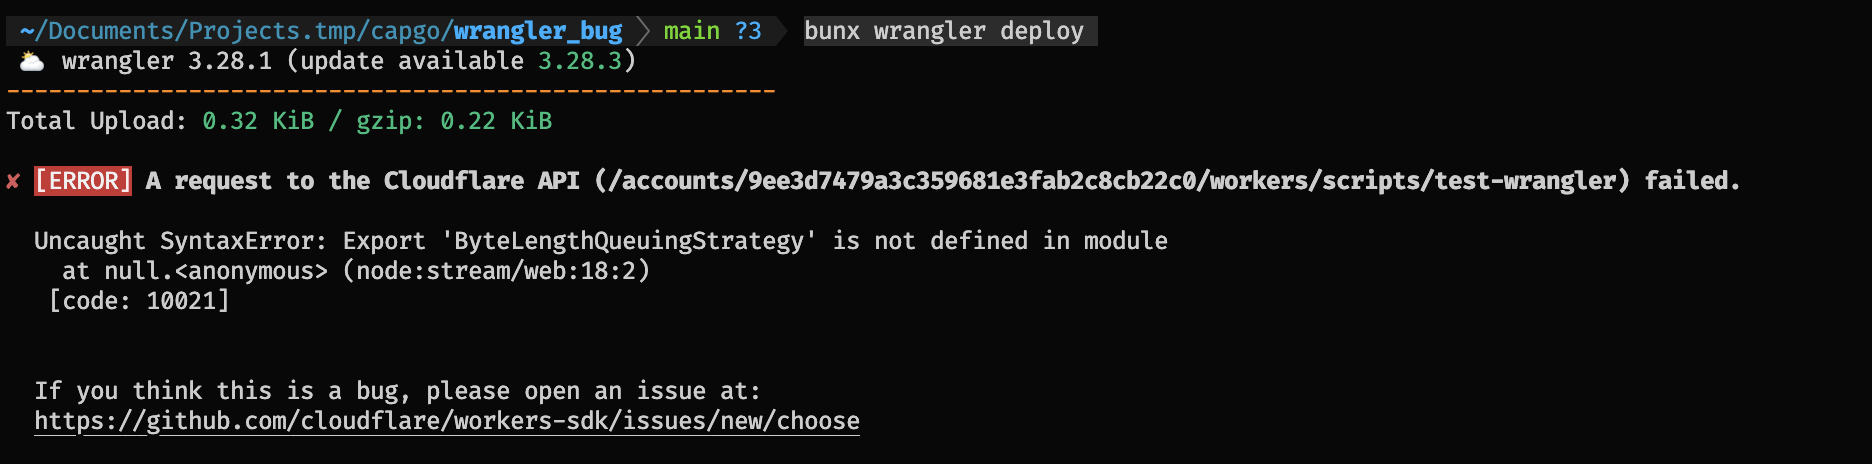 ~/Documents/Projects.tmp/capgo/wrangler_bug main ?3 bunx wrangler deploy
⛅ wrangler 3.28.1 (update available 3.28.3)
-------------------------------------------------------
Total Upload: 0.32 KiB / gzip: 0.22 KiB
✘ [ERROR] A request to the Cloudflare API (/accounts/9ee3d7479a3c359681e3fab2c8cb22c0/workers/scripts/test-wrangler) failed.
Uncaught SyntaxError: Export 'ByteLengthQueuingStrategy' is not defined in module
at null.<anonymous> (node:stream/web:18:2)
[code: 10021]
If you think this is a bug, please open an issue at:
https://github.com/cloudflare/workers-sdk/issues/new/choose